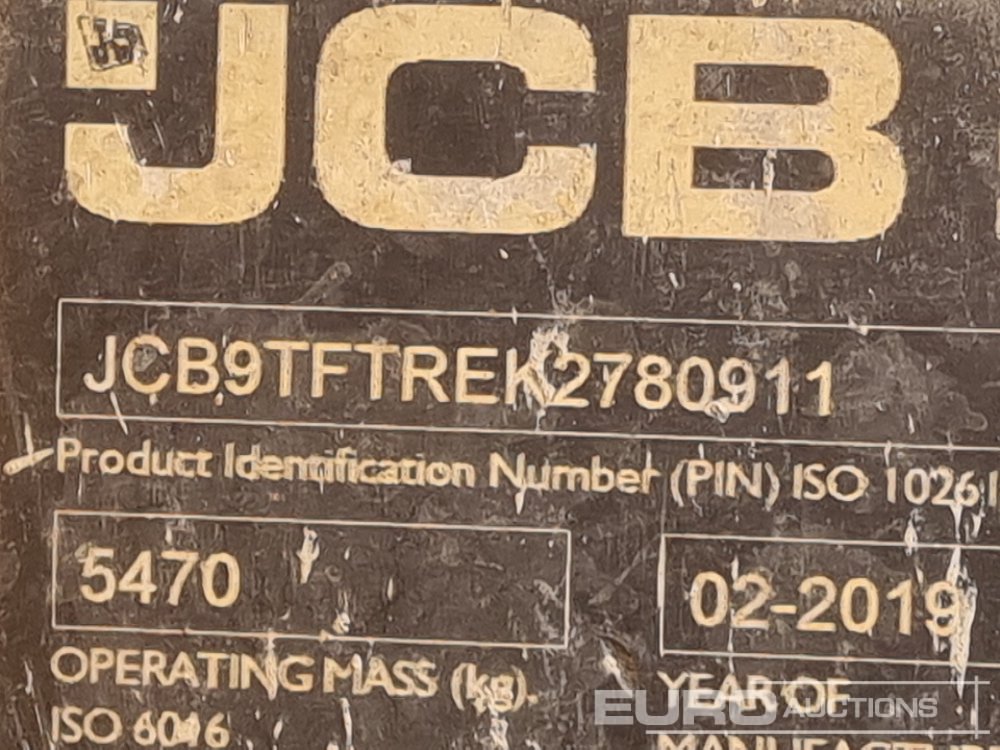 JCB
JCB9TFTREK2780911
Product Identification Number (PIN) ISO 10261
5470
02-2019
OPERATING MASS (kg).
ISO 6016
YEAR OF
MANUFACTURE
EURO AUCTIONS